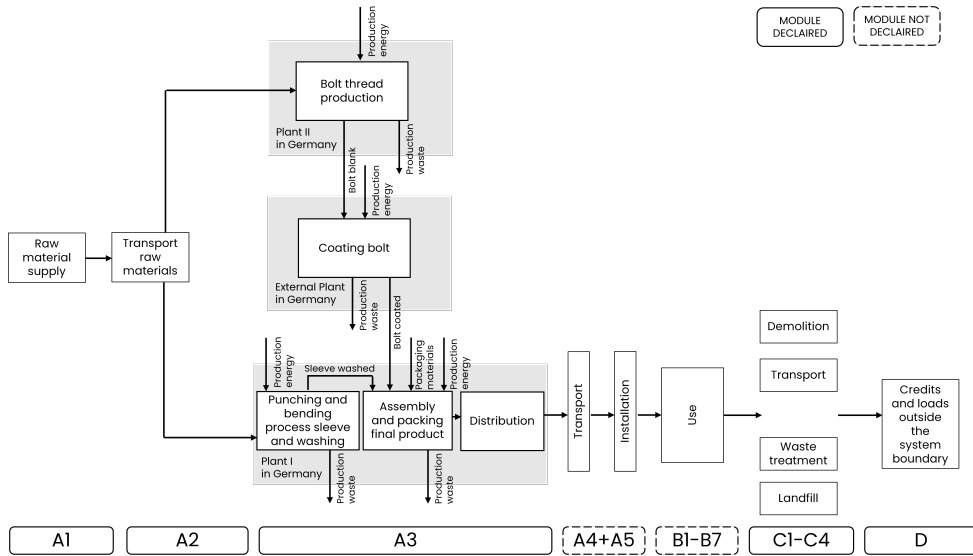 MODULE
DECLAIRED
MODULE NOT
DECLAIRED
Production
energy
Bolt thread
production
Plant II
in Germany
Bolt blank
Production
waste
Production
energy
Coating bolt
External Plant
in Germany
Production
waste
Bolt coated
Raw
material
supply
Transport
raw
materials
Production
energy
Sleeve washed
Packaging
materials
Production
energy
Punching and
bending
process sleeve
and washing
Assembly
and packing
final product
Distribution
Plant I
in Germany
Production
waste
Production
waste
Transport
Installation
Use
Demolition
Transport
Waste
treatment
Landfill
Credits
and loads
outside
the
system
boundary
A1
A2
A3
A4+A5
B1-B7
C1-C4
D